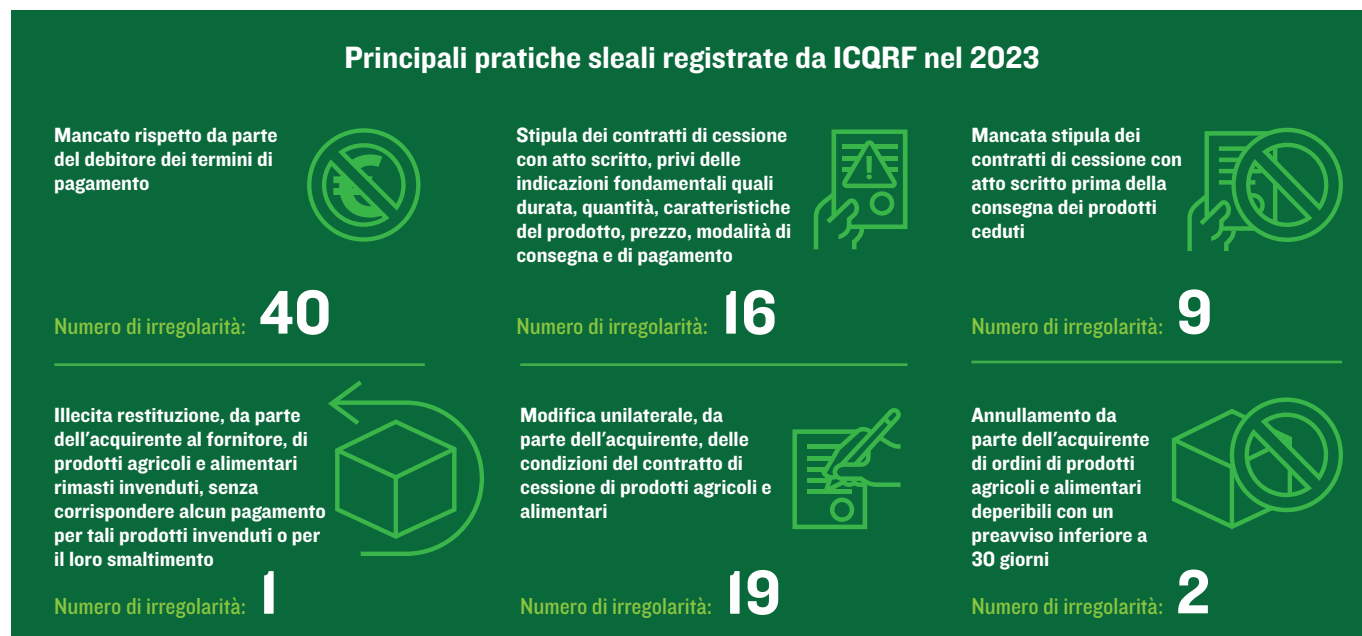 Principali pratiche sleali registrate da ICQRF nel 2023
Mancato rispetto da parte
del debitore dei termini di
pagamento
Numero di irregolarità: 40
Stipula dei contratti di cessione
con atto scritto, privi delle
indicazioni fondamentali quali
durata, quantità, caratteristiche
del prodotto, prezzo, modalità di
consegna e di pagamento
Numero di irregolarità: 16
Mancata stipula dei
contratti di cessione con
atto scritto prima della
consegna dei prodotti
ceduti
Numero di irregolarità: 9
Illecita restituzione, da parte
dell'acquirente al fornitore, di
prodotti agricoli e alimentari
rimasti invenduti, senza
corrispondere alcun pagamento
per tali prodotti invenduti o per
il loro smaltimento
Numero di irregolarità: 1
Modifica unilaterale, da
parte dell'acquirente, delle
condizioni del contratto di
cessione di prodotti agricoli e
alimentari
Numero di irregolarità: 19
Annullamento da
parte dell'acquirente
di ordini di prodotti
agricoli e alimentari
deperibili con un
preavviso inferiore a
30 giorni
Numero di irregolarità: 2